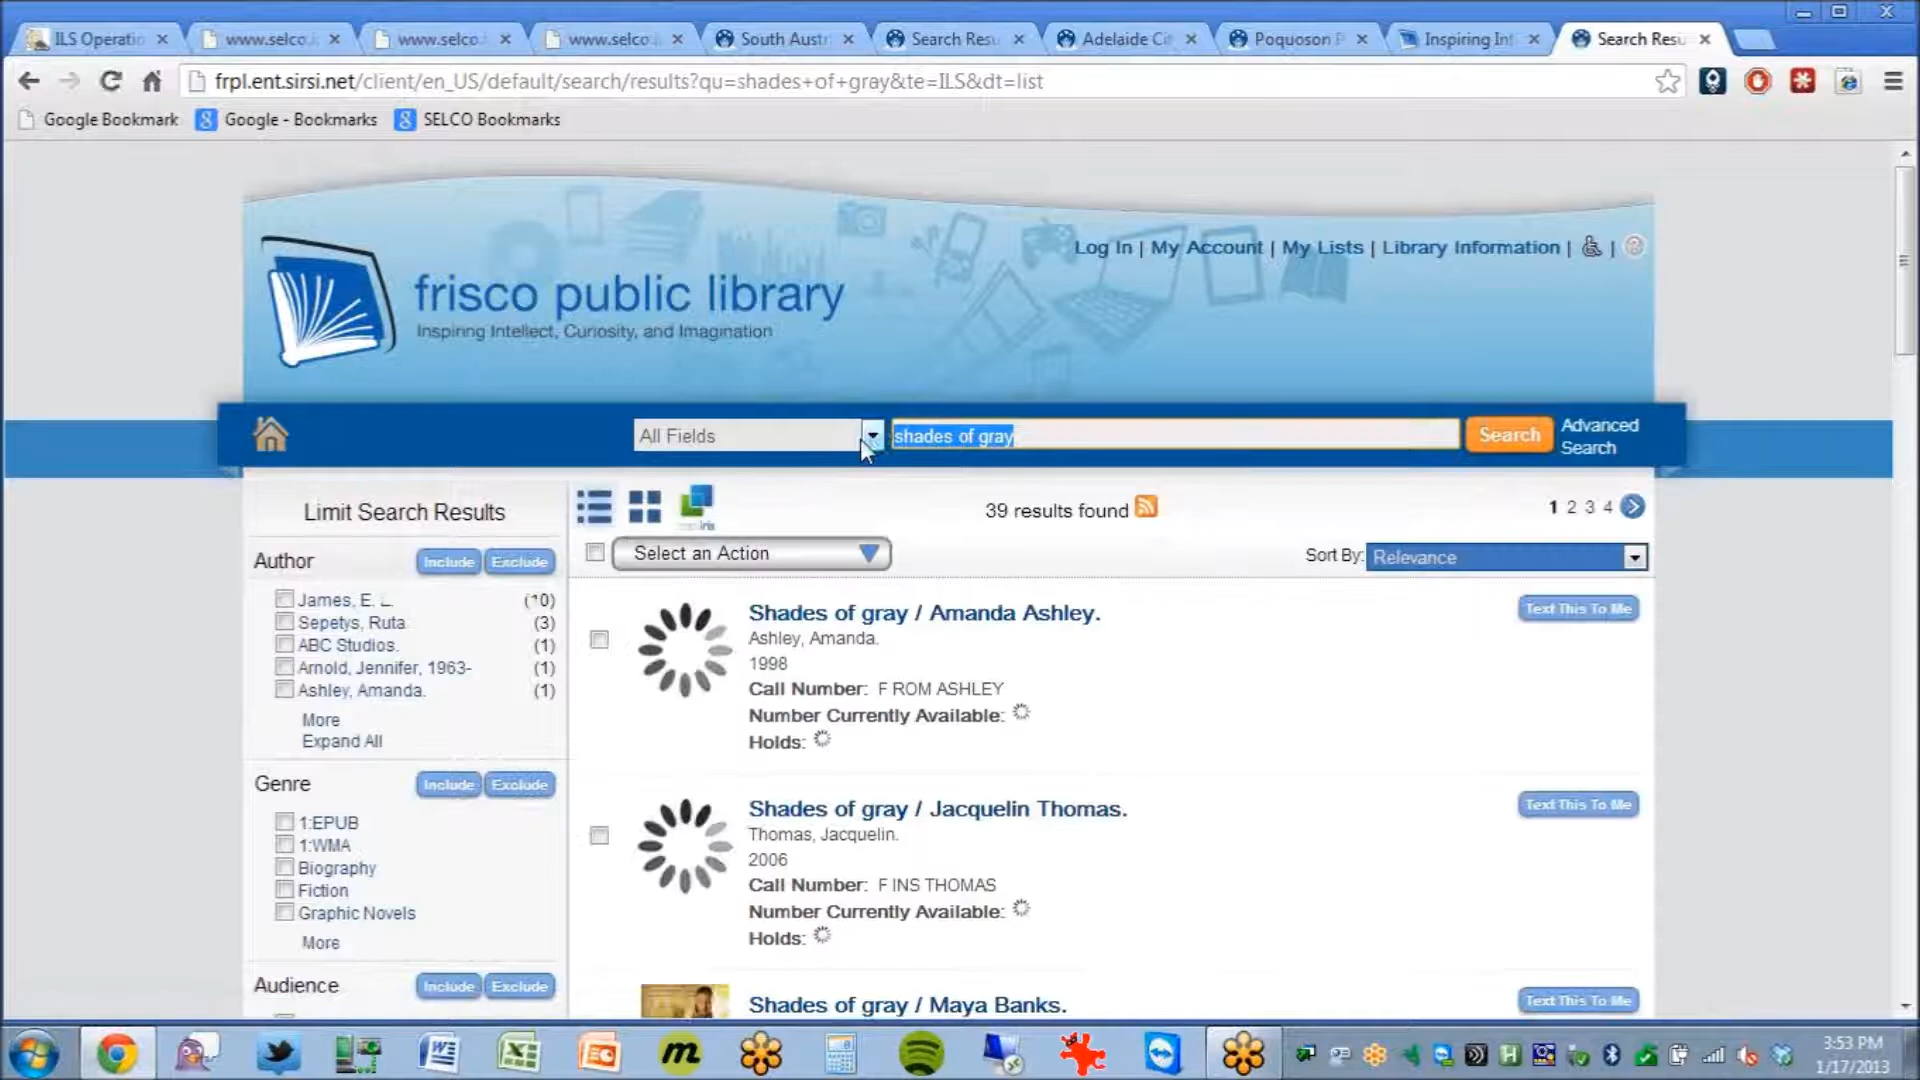 ILS Operatio
www.selco.
www.selco.
www.selco.
South Austr
Search Resu
Adelaide Cit
Poquoson P
Inspiring Int
Search Resu
frpl.ent.sirsi.net/client/en_US/default/search/results?qu=shades+of+gray&te=ILS&dt=list
Google Bookmark
Google - Bookmarks
SELCO Bookmarks
Log In | My Account | My Lists | Library Information |
frisco public library
Inspiring Intellect, Curiosity, and Imagination
All Fields
shades of gray
Search
Advanced
Search
Limit Search Results
39 results found
1 2 3 4
Select an Action
Sort By: Relevance
Author Include Exclude
James, E. L. (10)
Sepetys, Ruta (3)
ABC Studios. (1)
Arnold, Jennifer, 1963- (1)
Ashley, Amanda. (1)
More
Expand All
Genre Include Exclude
1:EPUB
1:WMA
Biography
Fiction
Graphic Novels
More
Audience Include Exclude
Shades of gray / Amanda Ashley.
Text This To Me
Ashley, Amanda.
1998
Call Number: F ROM ASHLEY
Number Currently Available:
Holds:
Shades of gray / Jacquelin Thomas.
Text This To Me
Thomas, Jacquelin.
2006
Call Number: F INS THOMAS
Number Currently Available:
Holds:
Shades of gray / Maya Banks.
Text This To Me
3:53 PM
1/17/2013